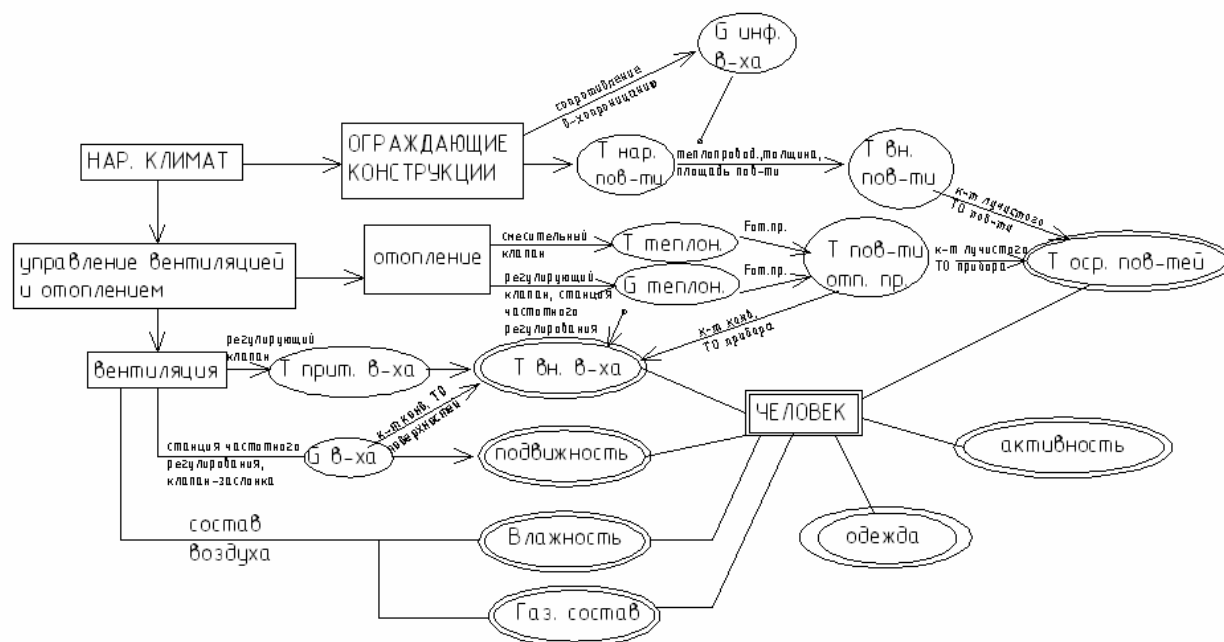 G инф.
в-ха
сопротивление
в-хопроницанию
НАР. КЛИМАТ
ОГРАЖДАЮЩИЕ
КОНСТРУКЦИИ
Т нар.
пов-ти
теплопровод.,толщина,
площадь пов-ти
Т вн.
пов-ти
к-т лучистого
ТО пов-ти
управление вентиляцией
и отоплением
отопление
смесительный
клапан
Т теплон.
Fот.пр.
регулирующий
клапан, станция
частотного
регулирования
G теплон.
Fот.пр.
Т пов-ти
отп. пр.
к-т лучистого
ТО прибора
Т оср. пов-тей
к-т конв.
ТО прибора
вентиляция
регулирующий
клапан
Т прит. в-ха
Т вн. в-ха
к-т конв. ТО
поверхностей
ЧЕЛОВЕК
станция частотного
регулирования,
клапан-заслонка
G в-ха
подвижность
активность
состав
воздуха
Влажность
одежда
Газ. состав